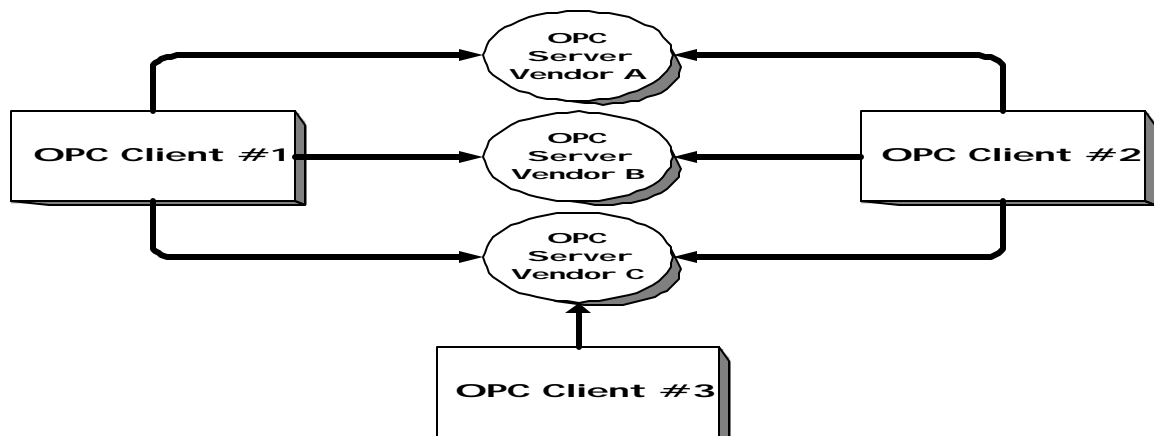 OPC
Server
Vendor A
OPC Client #1
OPC
Server
Vendor B
OPC Client #2
OPC
Server
Vendor C
OPC Client #3